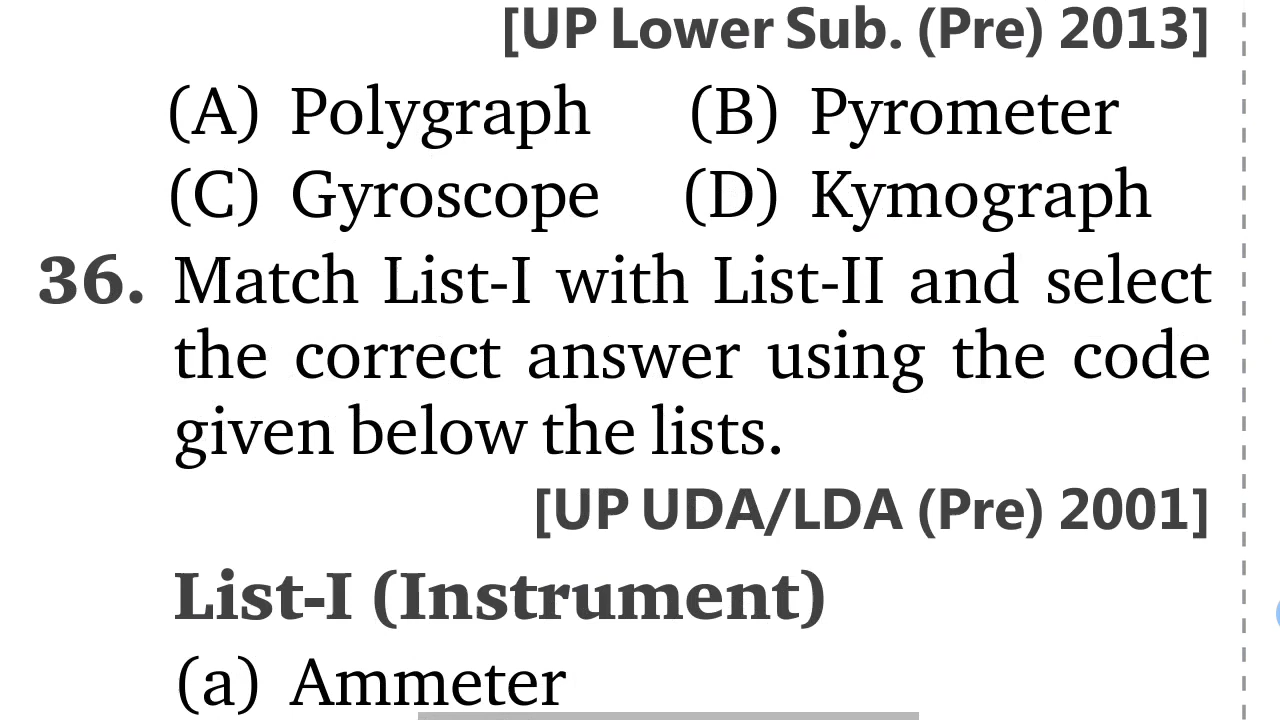 [UP Lower Sub. (Pre) 2013]
(A) Polygraph (B) Pyrometer
(C) Gyroscope (D) Kymograph
36. Match List-I with List-II and select
the correct answer using the code
given below the lists.
[UP UDA/LDA (Pre) 2001]
List-I (Instrument)
(a) Ammeter